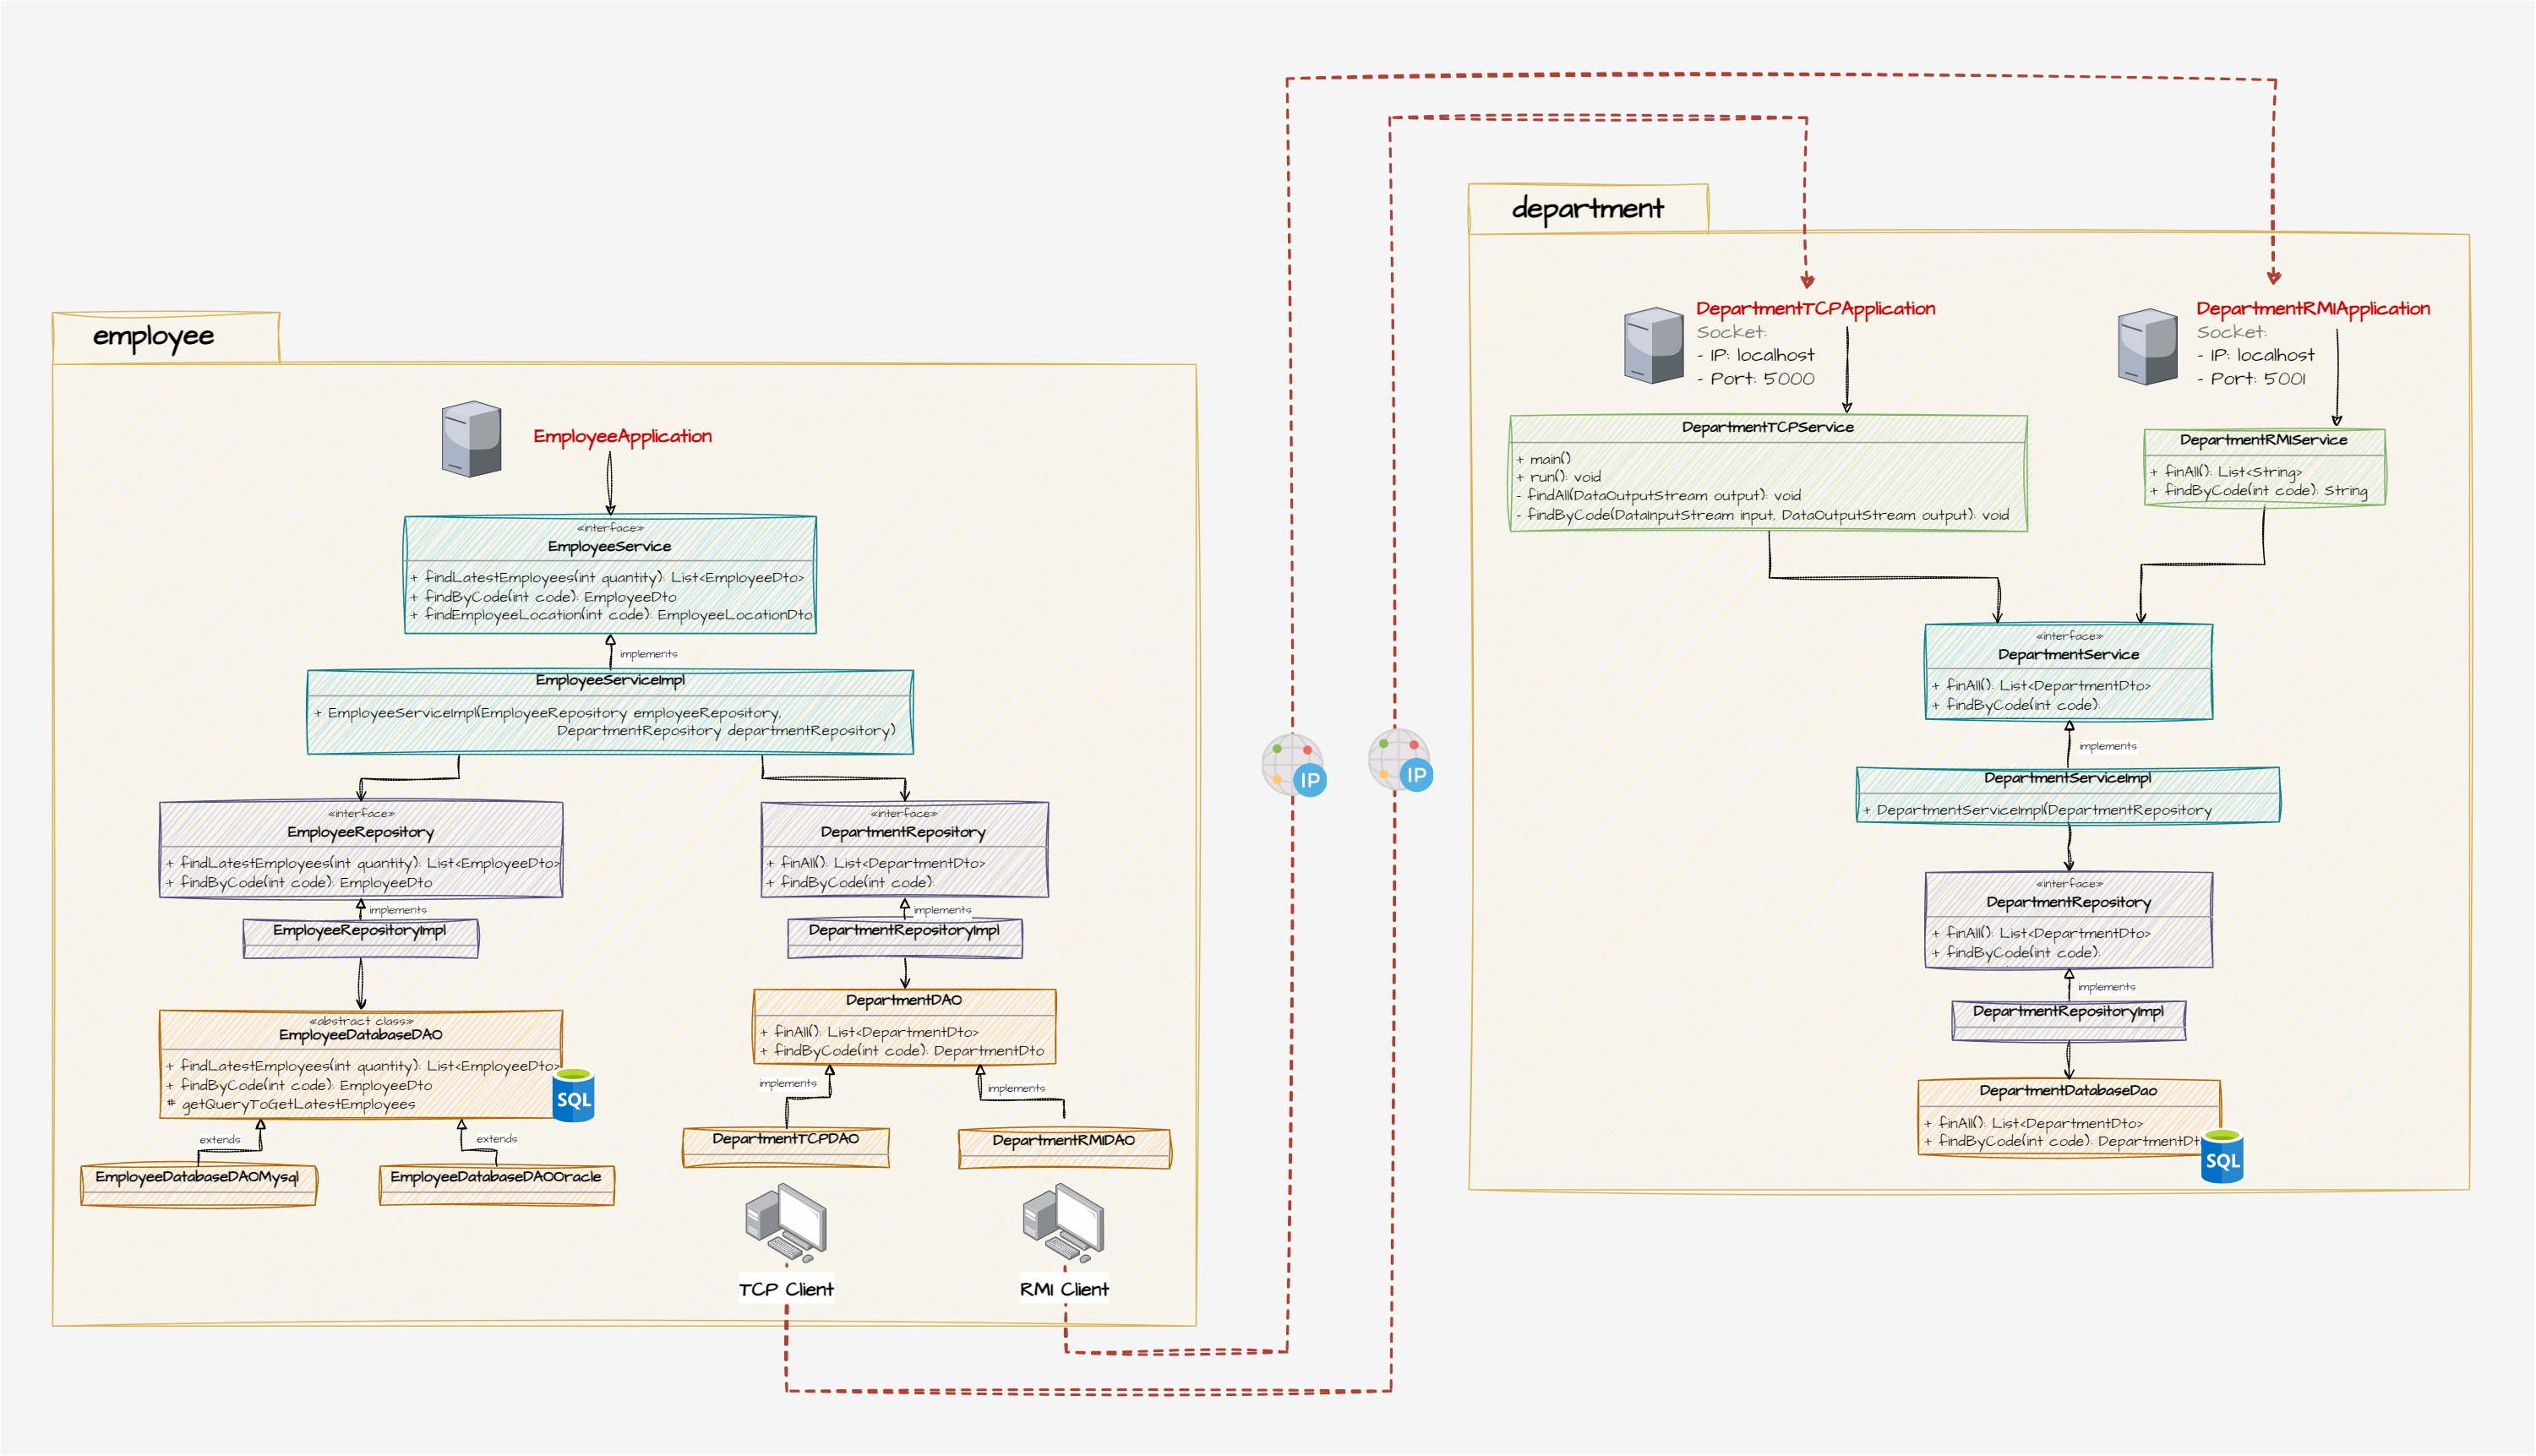 employee
EmployeeApplication
«interface»
EmployeeService
+ findLatestEmployees(int quantity): List<EmployeeDto>
+ findByCode(int code): EmployeeDto
+ findEmployeeLocation(int code): EmployeeLocationDto
implements
EmployeeServiceImpl
+ EmployeeServiceImpl(EmployeeRepository employeeRepository,
DepartmentRepository departmentRepository)
«interface»
EmployeeRepository
+ findLatestEmployees(int quantity): List<EmployeeDto>
+ findByCode(int code): EmployeeDto
implements
EmployeeRepositoryImpl
«abstract class»
EmployeeDatabaseDAO
+ findLatestEmployees(int quantity): List<EmployeeDto>
+ findByCode(int code): EmployeeDto
# getQueryToGetLatestEmployees
SQL
extends
extends
EmployeeDatabaseDAOMysql
EmployeeDatabaseDAOOracle
«interface»
DepartmentRepository
+ finAll(): List<DepartmentDto>
+ findByCode(int code):
implements
DepartmentRepositoryImpl
DepartmentDAO
+ finAll(): List<DepartmentDto>
+ findByCode(int code): DepartmentDto
implements
implements
DepartmentTCPDAO
DepartmentRMIDAO
TCP Client
RMI Client
IP
IP
department
DepartmentTCPApplication
Socket:
- IP: localhost
- Port: 5000
DepartmentRMIApplication
Socket:
- IP: localhost
- Port: 5001
DepartmentTCPService
+ main()
+ run(): void
- findAll(DataOutputStream output): void
- findByCode(DataInputStream input, DataOutputStream output): void
DepartmentRMIService
+ finAll(): List<String>
+ findByCode(int code): String
«interface»
DepartmentService
+ finAll(): List<DepartmentDto>
+ findByCode(int code):
implements
DepartmentServiceImpl
+ DepartmentServiceImpl(DepartmentRepository
«interface»
DepartmentRepository
+ finAll(): List<DepartmentDto>
+ findByCode(int code):
implements
DepartmentRepositoryImpl
DepartmentDatabaseDao
+ finAll(): List<DepartmentDto>
+ findByCode(int code): DepartmentDt
SQL